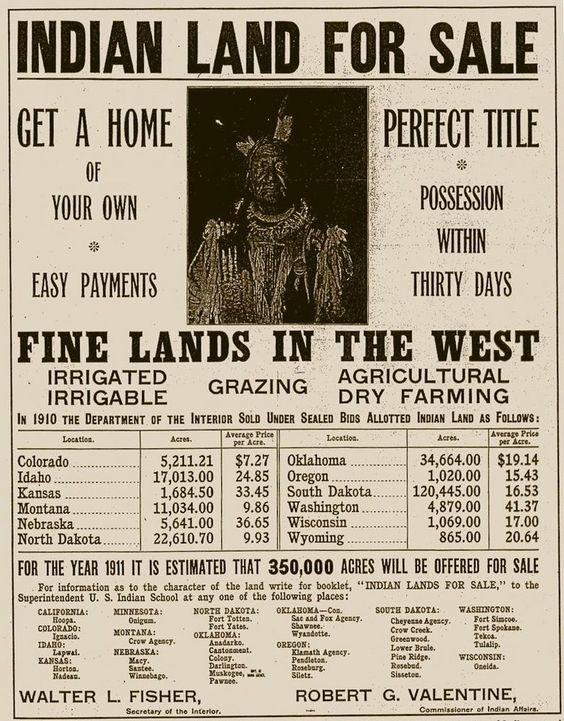 INDIAN LAND FOR SALE
GET A HOME
OF
YOUR OWN
*
EASY PAYMENTS
PERFECT TITLE
*
POSSESSION
WITHIN
THIRTY DAYS
FINE LANDS IN THE WEST
IRRIGATED
IRRIGABLE
GRAZING
AGRICULTURAL
DRY FARMING
IN 1910 THE DEPARTMENT OF THE INTERIOR SOLD UNDER SEALED BIDS ALLOTTED INDIAN LAND AS FOLLOWS:
Location. Acres. Average Price per Acre.
Colorado 5,211.21 $7.27
Idaho 17,013.00 24.85
Kansas 1,684.50 33.45
Montana 11,034.00 9.86
Nebraska 5,641.00 36.65
North Dakota 22,610.70 9.93
Location. Acres. Average Price per Acre.
Oklahoma 34,664.00 $19.14
Oregon 1,020.00 15.43
South Dakota 120,445.00 16.53
Washington 4,879.00 41.37
Wisconsin 1,069.00 17.00
Wyoming 865.00 20.64
FOR THE YEAR 1911 IT IS ESTIMATED THAT 350,000 ACRES WILL BE OFFERED FOR SALE
For information as to the character of the land write for booklet, "INDIAN LANDS FOR SALE," to the
Superintendent U. S. Indian School at any one of the following places:
CALIFORNIA:
Hoopa.
COLORADO:
Ignacio.
IDAHO:
Lapwai.
KANSAS:
Horton.
Nadeau.
MINNESOTA:
Onigum.
MONTANA:
Crow Agency.
NEBRASKA:
Macy.
Santee.
Winnebago.
NORTH DAKOTA:
Fort Totten.
Fort Yates.
OKLAHOMA:
Anadarko.
Cantonment.
Colony.
Darlington.
Muskogee,
Pawnee.
OKLAHOMA—Con.
Sac and Fox Agency.
Shawnee.
Wyandotte.
OREGON:
Klamath Agency.
Pendleton.
Roseburg.
Siletz.
SOUTH DAKOTA:
Cheyenne Agency.
Crow Creek.
Greenwood.
Lower Brule.
Pine Ridge.
Rosebud.
Sisseton.
WASHINGTON:
Fort Simcoe.
Fort Spokane.
Tekoa.
Tulalip.
WISCONSIN:
Oneida.
WALTER L. FISHER,
Secretary of the Interior.
ROBERT G. VALENTINE,
Commissioner of Indian Affairs.